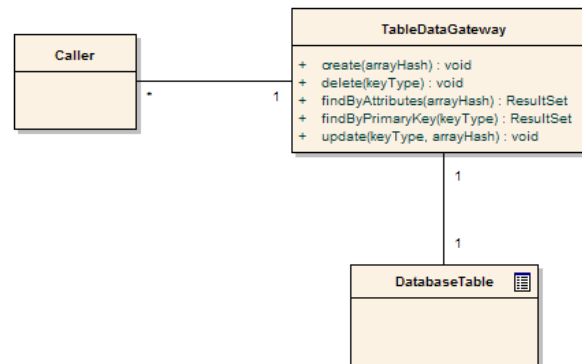 TableDataGateway
Caller
+ create(arrayHash) : void
+ delete(keyType) : void
+ findByAttributes(arrayHash) : ResultSet
+ findByPrimaryKey(keyType) : ResultSet
+ update(keyType, arrayHash) : void
* 1
1
1
DatabaseTable